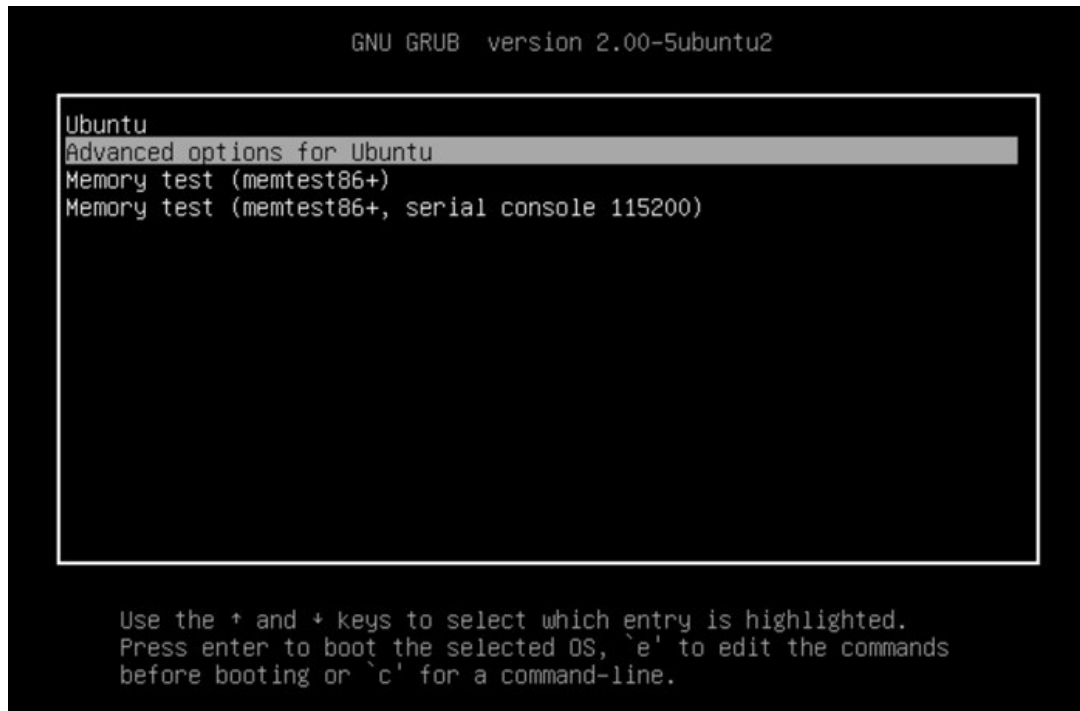 GNU GRUB  version 2.00-5ubuntu2
Ubuntu
Advanced options for Ubuntu
Memory test (memtest86+)
Memory test (memtest86+, serial console 115200)
Use the ↑ and ↓ keys to select which entry is highlighted.
Press enter to boot the selected OS, `e' to edit the commands
before booting or `c' for a command-line.